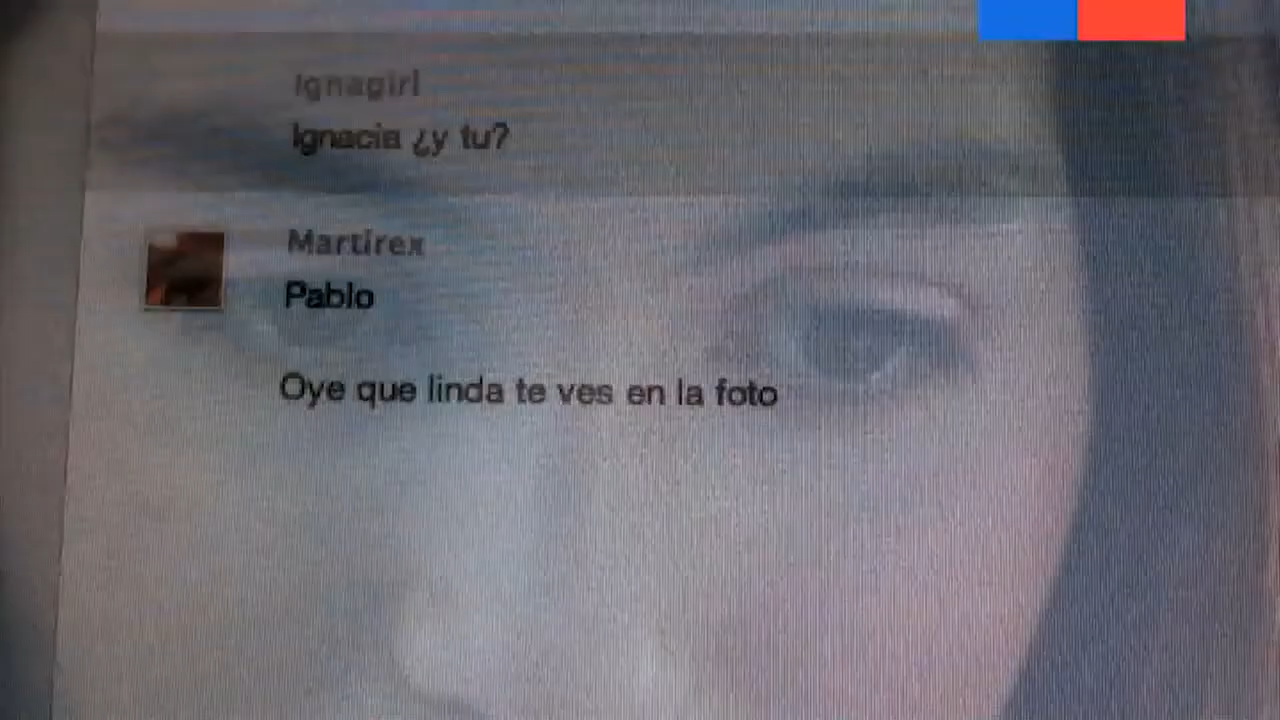 Ignagirl
Ignacia ¿y tu?
Martirex
Pablo
Oye que linda te ves en la foto